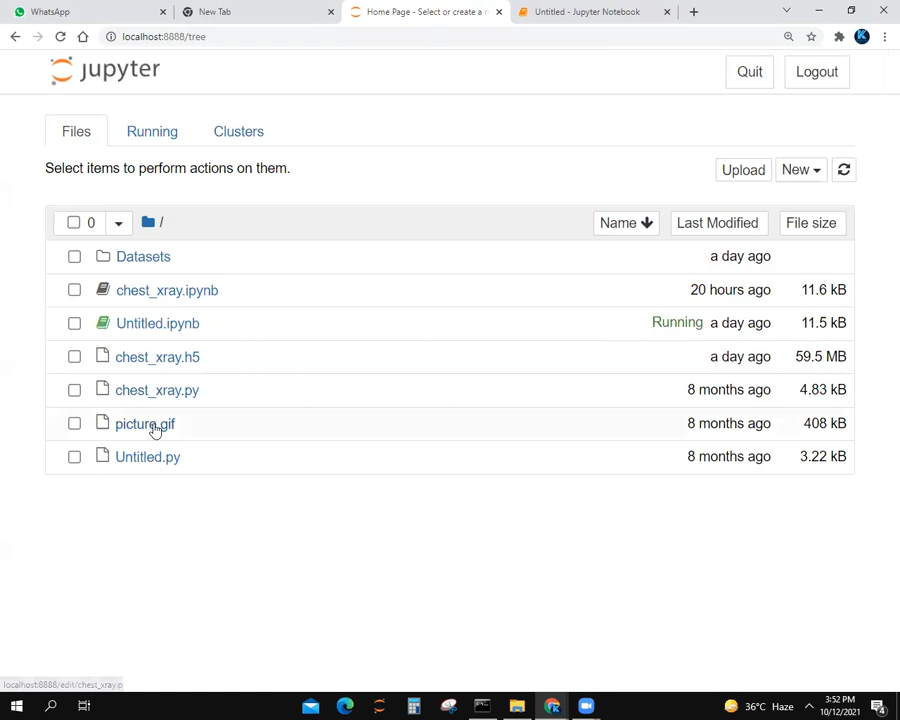 WhatsApp
New Tab
Home Page - Select or create a n
Untitled - Jupyter Notebook
localhost:8888/tree
jupyter
Quit
Logout
Files
Running
Clusters
Select items to perform actions on them.
Upload
New
0
/
Name
Last Modified
File size
Datasets
a day ago
chest_xray.ipynb
20 hours ago
11.6 kB
Untitled.ipynb
Running
a day ago
11.5 kB
chest_xray.h5
a day ago
59.5 MB
chest_xray.py
8 months ago
4.83 kB
picture.gif
8 months ago
408 kB
Untitled.py
8 months ago
3.22 kB
localhost:8888/edit/chest_xray.p
36°C Haze
3:52 PM
10/12/2021
4